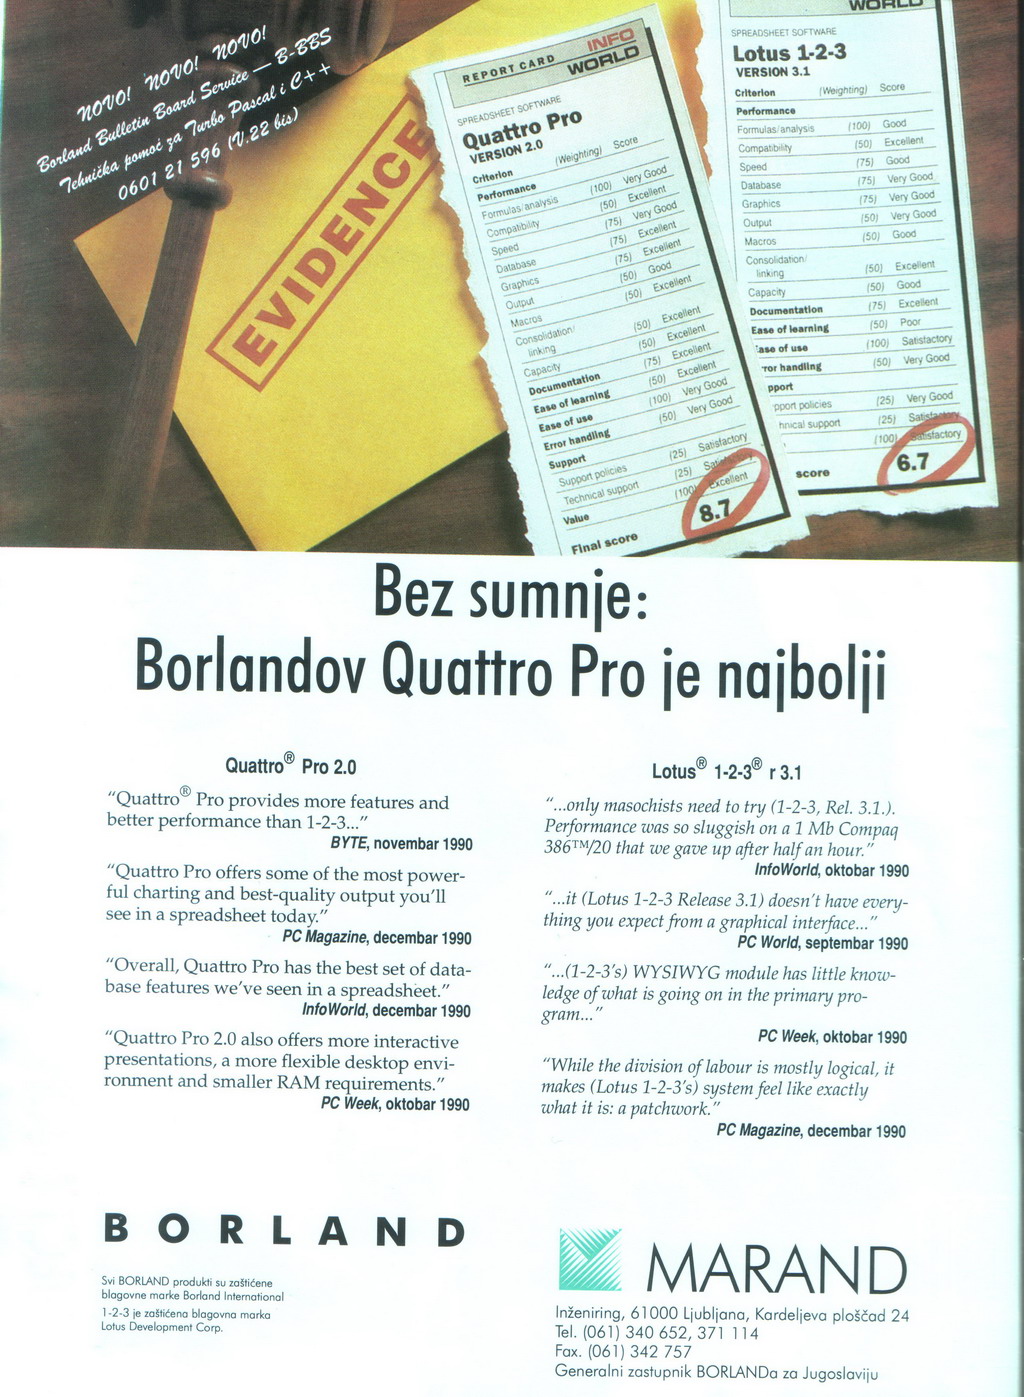 NOVO! NOVO! NOVO!
Borland Bulletin Board Service — B-BBS
Tehnička pomoć za Turbo Pascal i C++
0601 21 596 (V.22 bis)
EVIDENCE
REPORT CARD INFO WORLD
SPREADSHEET SOFTWARE
Quattro Pro
VERSION 2.0
Criterion (Weighting) Score
Performance
Formulas/analysis (100) Very Good
Compatibility (50) Excellent
Speed (75) Very Good
Database (75) Excellent
Graphics (75) Excellent
Output (50) Good
Macros (50) Excellent
Consolidation/
linking (50) Excellent
Capacity (50) Excellent
Documentation (75) Excellent
Ease of learning (50) Excellent
Ease of use (100) Very Good
Error handling (50) Very Good
Support
Support policies (25) Satisfactory
Technical support (25) Satisfactory
Value (100) Excellent
Final score 8.7
WORLD
SPREADSHEET SOFTWARE
Lotus 1-2-3
VERSION 3.1
Criterion (Weighting) Score
Performance
Formulas/analysis (100) Good
Compatibility (50) Excellent
Speed (75) Good
Database (75) Very Good
Graphics (75) Very Good
Output (50) Very Good
Macros (50) Good
Consolidation/
linking (50) Excellent
Capacity (50) Good
Documentation (75) Excellent
Ease of learning (50) Poor
ase of use (100) Satisfactory
ror handling (50) Very Good
pport
pport policies (25) Very Good
hnical support (25) Satisfactory
(100) Satisfactory
score 6.7
Bez sumnje:
Borlandov Quattro Pro je najbolji
Quattro® Pro 2.0
"Quattro® Pro provides more features and
better performance than 1-2-3..."
BYTE, novembar 1990
"Quattro Pro offers some of the most power-
ful charting and best-quality output you'll
see in a spreadsheet today."
PC Magazine, decembar 1990
"Overall, Quattro Pro has the best set of data-
base features we've seen in a spreadsheet."
InfoWorld, decembar 1990
"Quattro Pro 2.0 also offers more interactive
presentations, a more flexible desktop envi-
ronment and smaller RAM requirements."
PC Week, oktobar 1990
Lotus® 1-2-3® r 3.1
"...only masochists need to try (1-2-3, Rel. 3.1.).
Performance was so sluggish on a 1 Mb Compaq
386™/20 that we gave up after half an hour."
InfoWorld, oktobar 1990
"...it (Lotus 1-2-3 Release 3.1) doesn't have every-
thing you expect from a graphical interface..."
PC World, septembar 1990
"...(1-2-3's) WYSIWYG module has little know-
ledge of what is going on in the primary pro-
gram..."
PC Week, oktobar 1990
"While the division of labour is mostly logical, it
makes (Lotus 1-2-3's) system feel like exactly
what it is: a patchwork."
PC Magazine, decembar 1990
BORLAND
Svi BORLAND produkti su zaštićene
blagovne marke Borland International
1-2-3 je zaštićena blagovna marka
Lotus Development Corp.
MARAND
Inženiring, 61000 Ljubljana, Kardeljeva ploščad 24
Tel. (061) 340 652, 371 114
Fax. (061) 342 757
Generalni zastupnik BORLANDa za Jugoslaviju